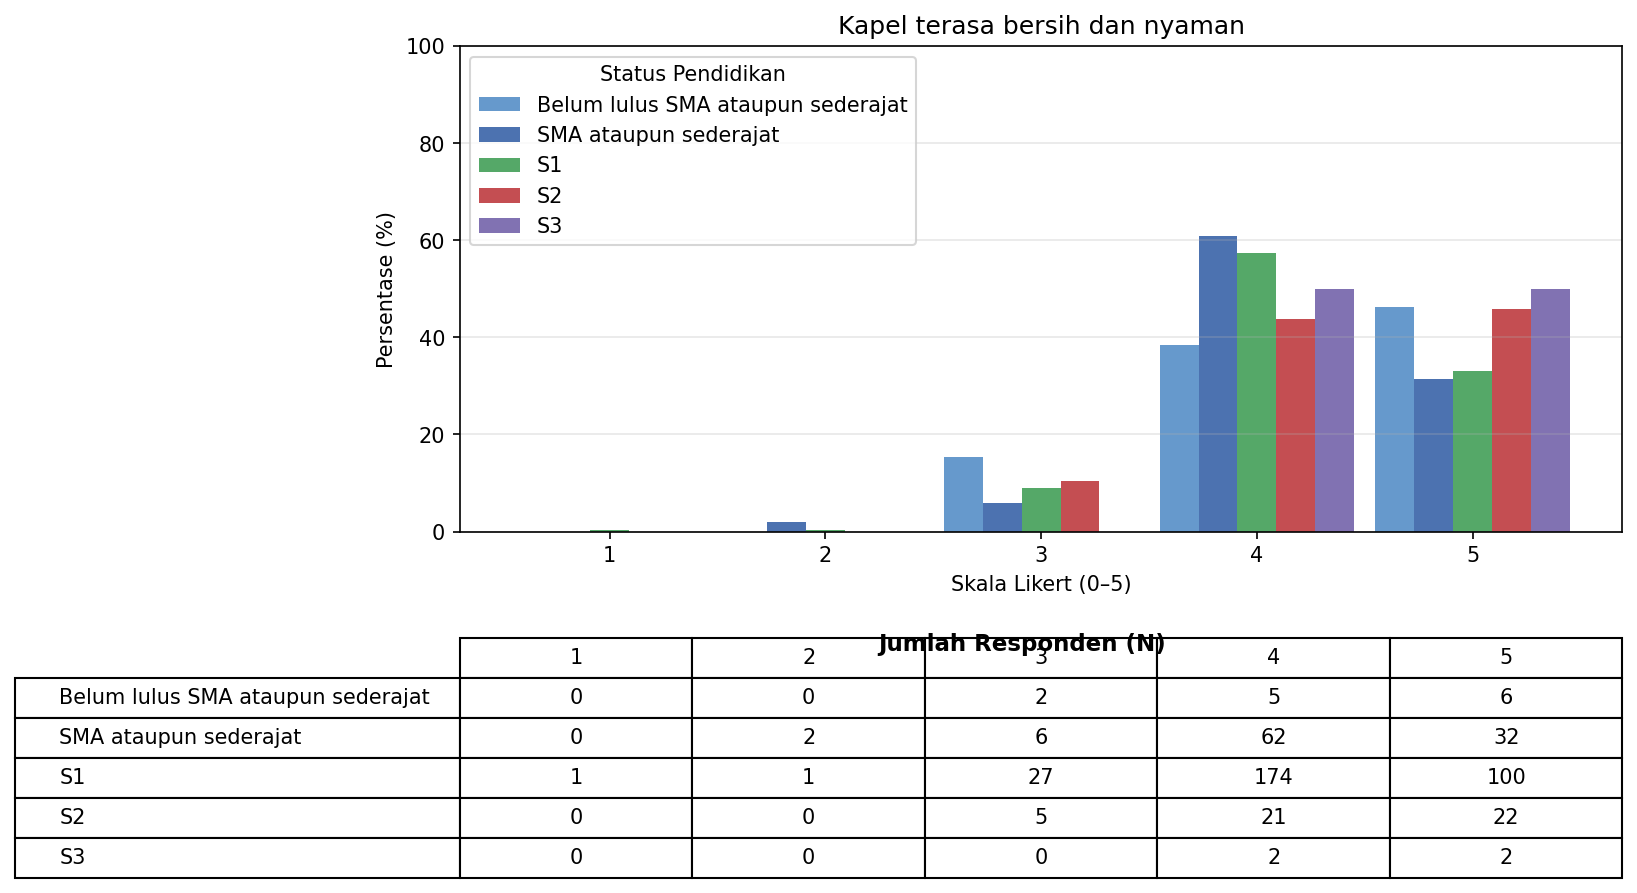 Kapel terasa bersih dan nyaman
100
80
60
40
20
0
Persentase (%)
Status Pendidikan
Belum lulus SMA ataupun sederajat
SMA ataupun sederajat
S1
S2
S3
1 2 3 4 5
Skala Likert (0–5)
Jumlah Responden (N)
1 2 3 4 5
Belum lulus SMA ataupun sederajat 0 0 2 5 6
SMA ataupun sederajat 0 2 6 62 32
S1 1 1 27 174 100
S2 0 0 5 21 22
S3 0 0 0 2 2